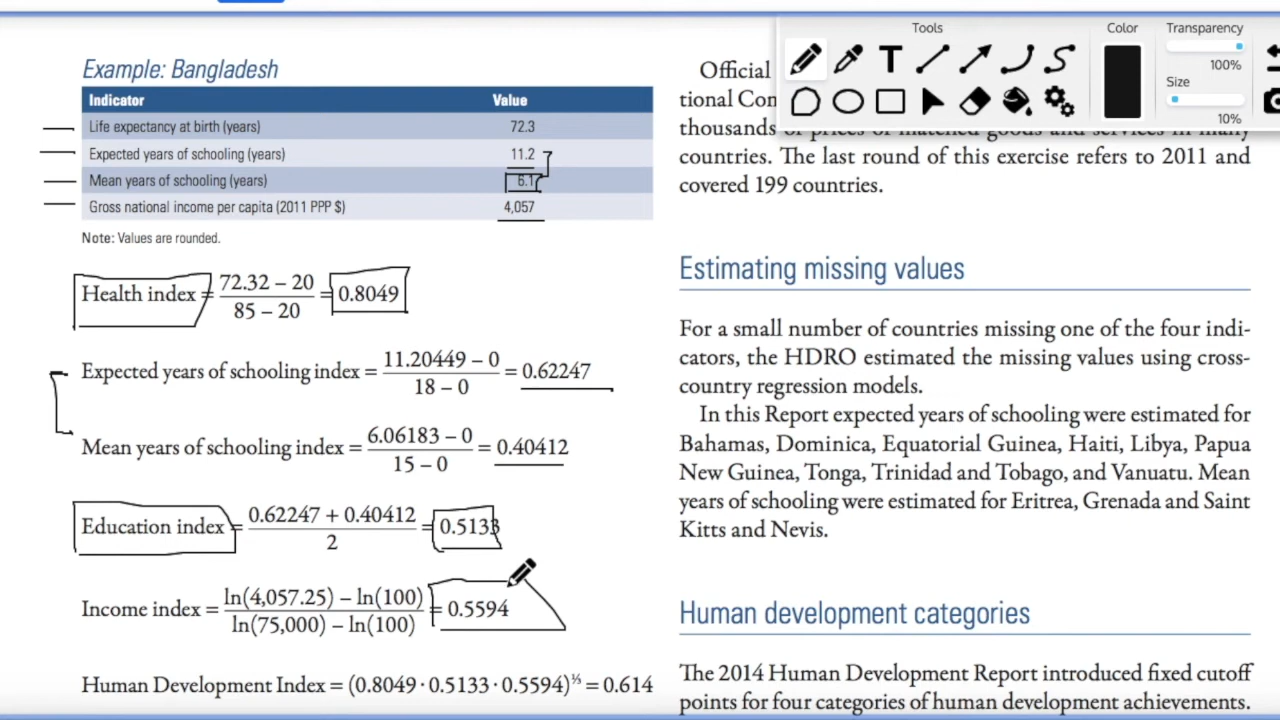 Example: Bangladesh
Indicator Value
Life expectancy at birth (years) 72.3
Expected years of schooling (years) 11.2
Mean years of schooling (years) 6.1
Gross national income per capita (2011 PPP $) 4,057
Note: Values are rounded.
Health index = (72.32 – 20) / (85 – 20) = 0.8049
Expected years of schooling index = (11.20449 – 0) / (18 – 0) = 0.62247
Mean years of schooling index = (6.06183 – 0) / (15 – 0) = 0.40412
Education index = (0.62247 + 0.40412) / 2 = 0.5133
Income index = (ln(4,057.25) – ln(100)) / (ln(75,000) – ln(100)) = 0.5594
Human Development Index = (0.8049 · 0.5133 · 0.5594)^⅓ = 0.614
Tools Color Transparency
100%
Size
10%
Official
tional Con
thousands of prices of matched goods and services in many
countries. The last round of this exercise refers to 2011 and
covered 199 countries.
Estimating missing values
For a small number of countries missing one of the four indi-
cators, the HDRO estimated the missing values using cross-
country regression models.
In this Report expected years of schooling were estimated for
Bahamas, Dominica, Equatorial Guinea, Haiti, Libya, Papua
New Guinea, Tonga, Trinidad and Tobago, and Vanuatu. Mean
years of schooling were estimated for Eritrea, Grenada and Saint
Kitts and Nevis.
Human development categories
The 2014 Human Development Report introduced fixed cutoff
points for four categories of human development achievements.